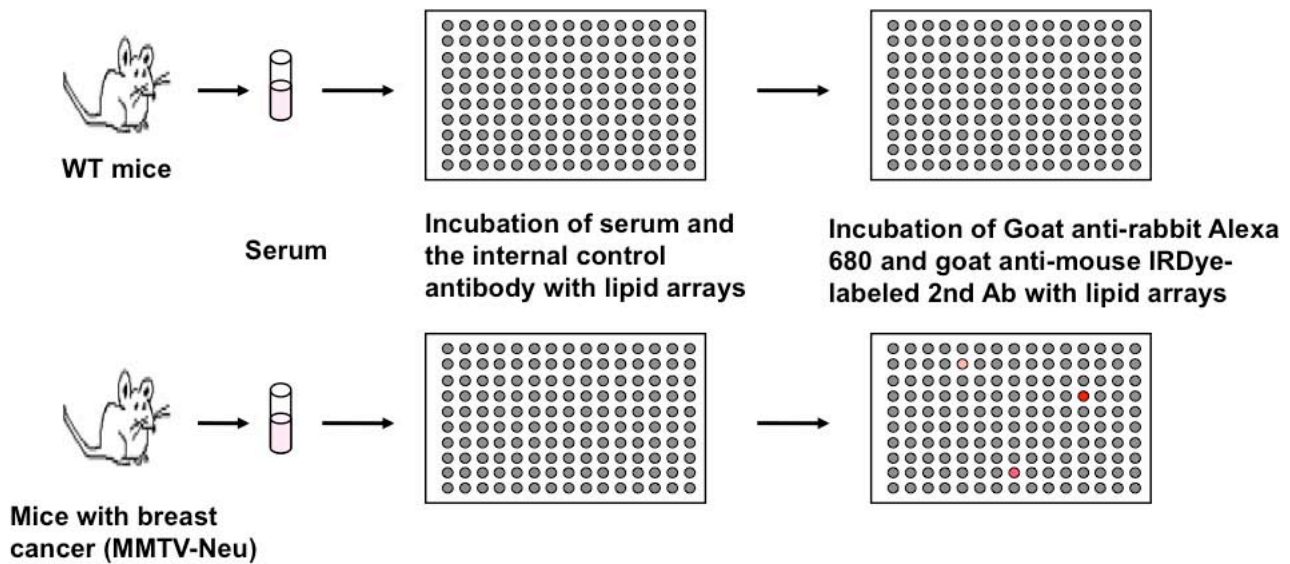 WT mice
Serum
Incubation of serum and
the internal control
antibody with lipid arrays
Incubation of Goat anti-rabbit Alexa
680 and goat anti-mouse IRDye-
labeled 2nd Ab with lipid arrays
Mice with breast
cancer (MMTV-Neu)